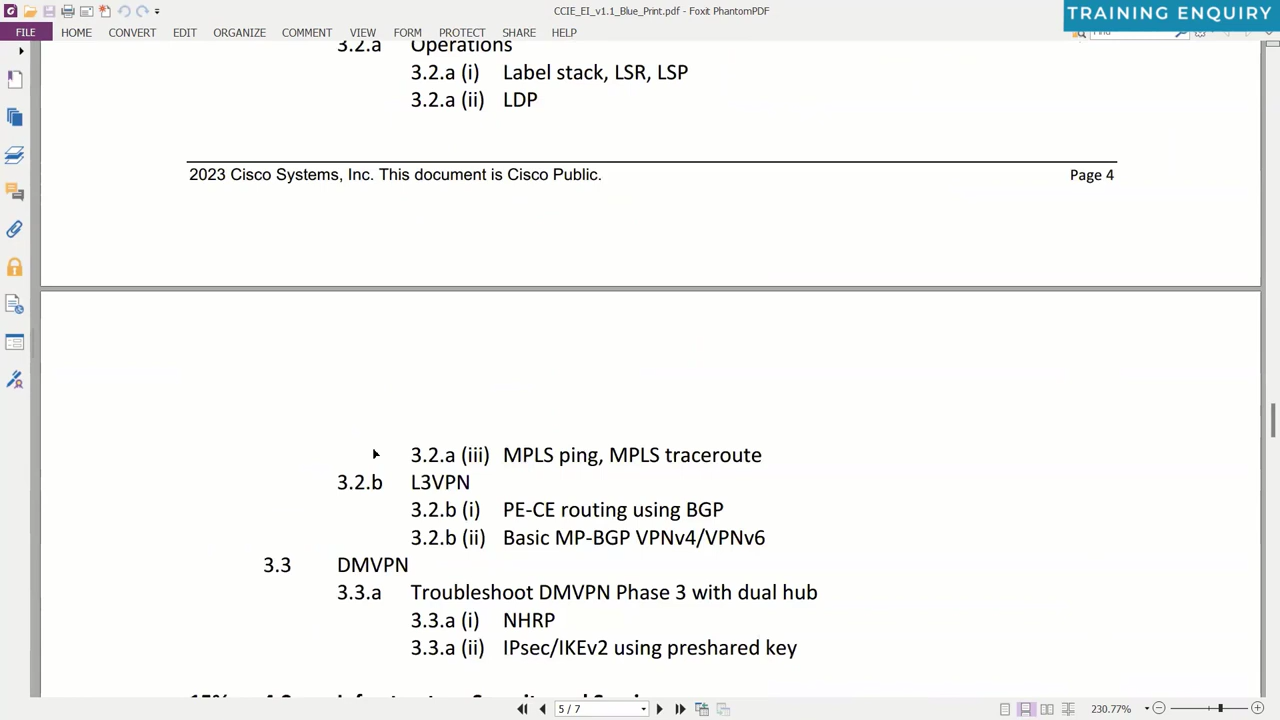 CCIE_EI_v1.1_Blue_Print.pdf - Foxit PhantomPDF
TRAINING ENQUIRY
FILE HOME CONVERT EDIT ORGANIZE COMMENT VIEW FORM PROTECT SHARE HELP
3.2.a Operations
3.2.a (i) Label stack, LSR, LSP
3.2.a (ii) LDP
2023 Cisco Systems, Inc. This document is Cisco Public. Page 4
3.2.a (iii) MPLS ping, MPLS traceroute
3.2.b L3VPN
3.2.b (i) PE-CE routing using BGP
3.2.b (ii) Basic MP-BGP VPNv4/VPNv6
3.3 DMVPN
3.3.a Troubleshoot DMVPN Phase 3 with dual hub
3.3.a (i) NHRP
3.3.a (ii) IPsec/IKEv2 using preshared key
5 / 7
230.77%